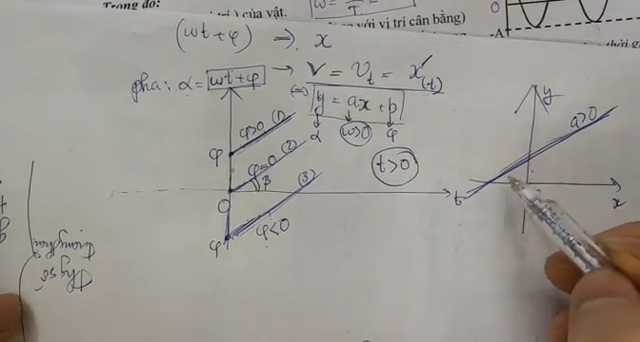 Trong đó:
của vật.
ω = /T
với vị trí cân bằng)
O
-A
(ωt+φ) ⇒ x
pha: α = ωt+φ → v = v_t = x'(t)
(=) y = ax + b
α ω>0 φ
t>0
φ>0 (1)
φ
φ=0 (2)
β
(3)
O
φ
φ<0
t
y
a>0
x